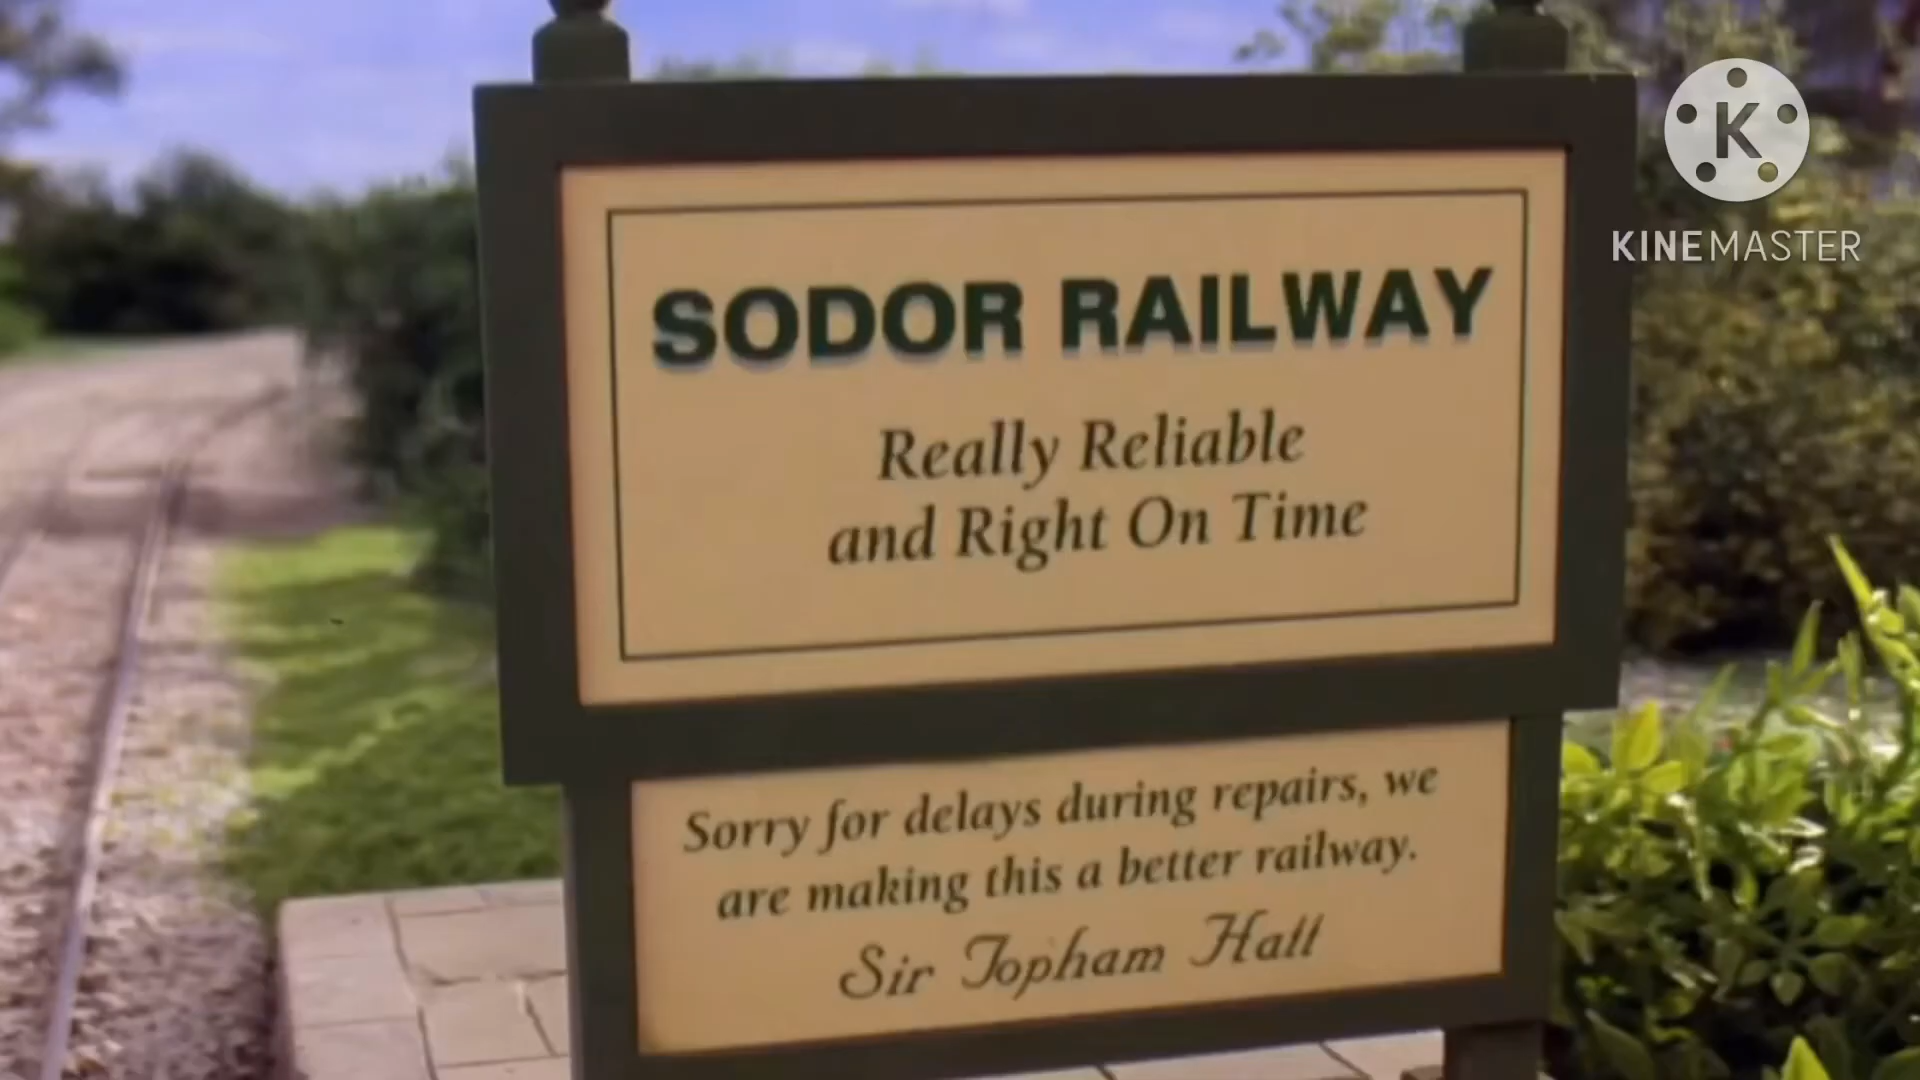 K
KINEMASTER
SODOR RAILWAY
Really Reliable
and Right On Time
Sorry for delays during repairs, we
are making this a better railway.
Sir Topham Hatt